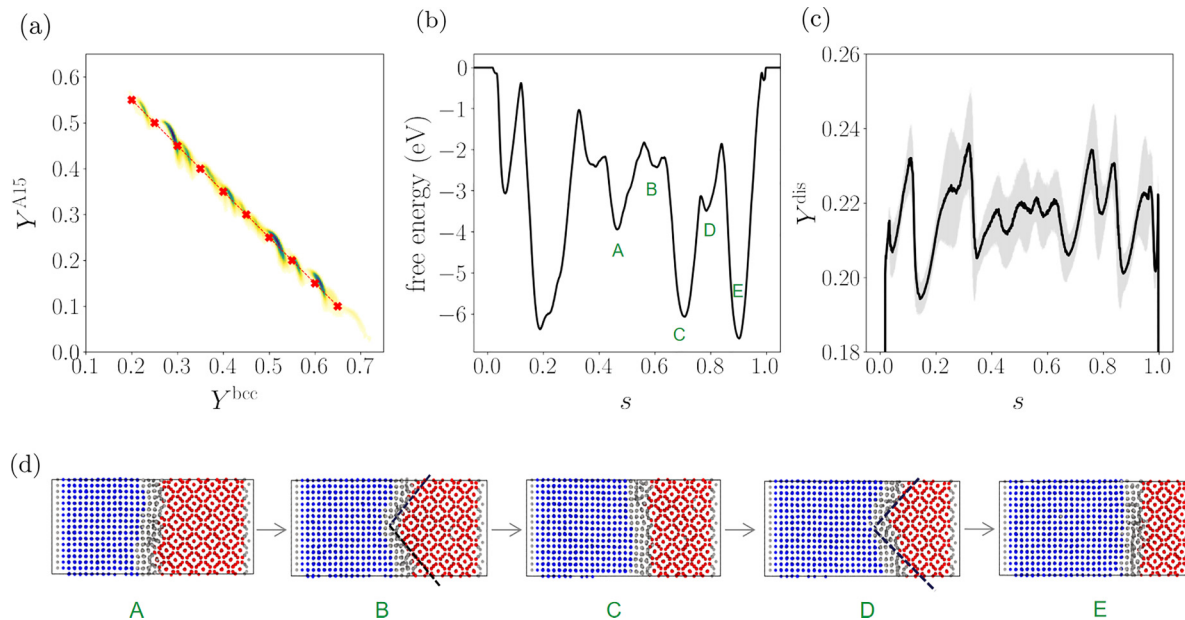 (a)
0.6
0.5
0.4
0.3
0.2
0.1
0.0
0.1 0.2 0.3 0.4 0.5 0.6 0.7
Y^A15
Y^bcc
(b)
0
−1
−2
−3
−4
−5
−6
0.0 0.2 0.4 0.6 0.8 1.0
free energy (eV)
s
A
B
C
D
E
(c)
0.26
0.24
0.22
0.20
0.18
0.0 0.2 0.4 0.6 0.8 1.0
Y^dis
s
(d)
A B C D E